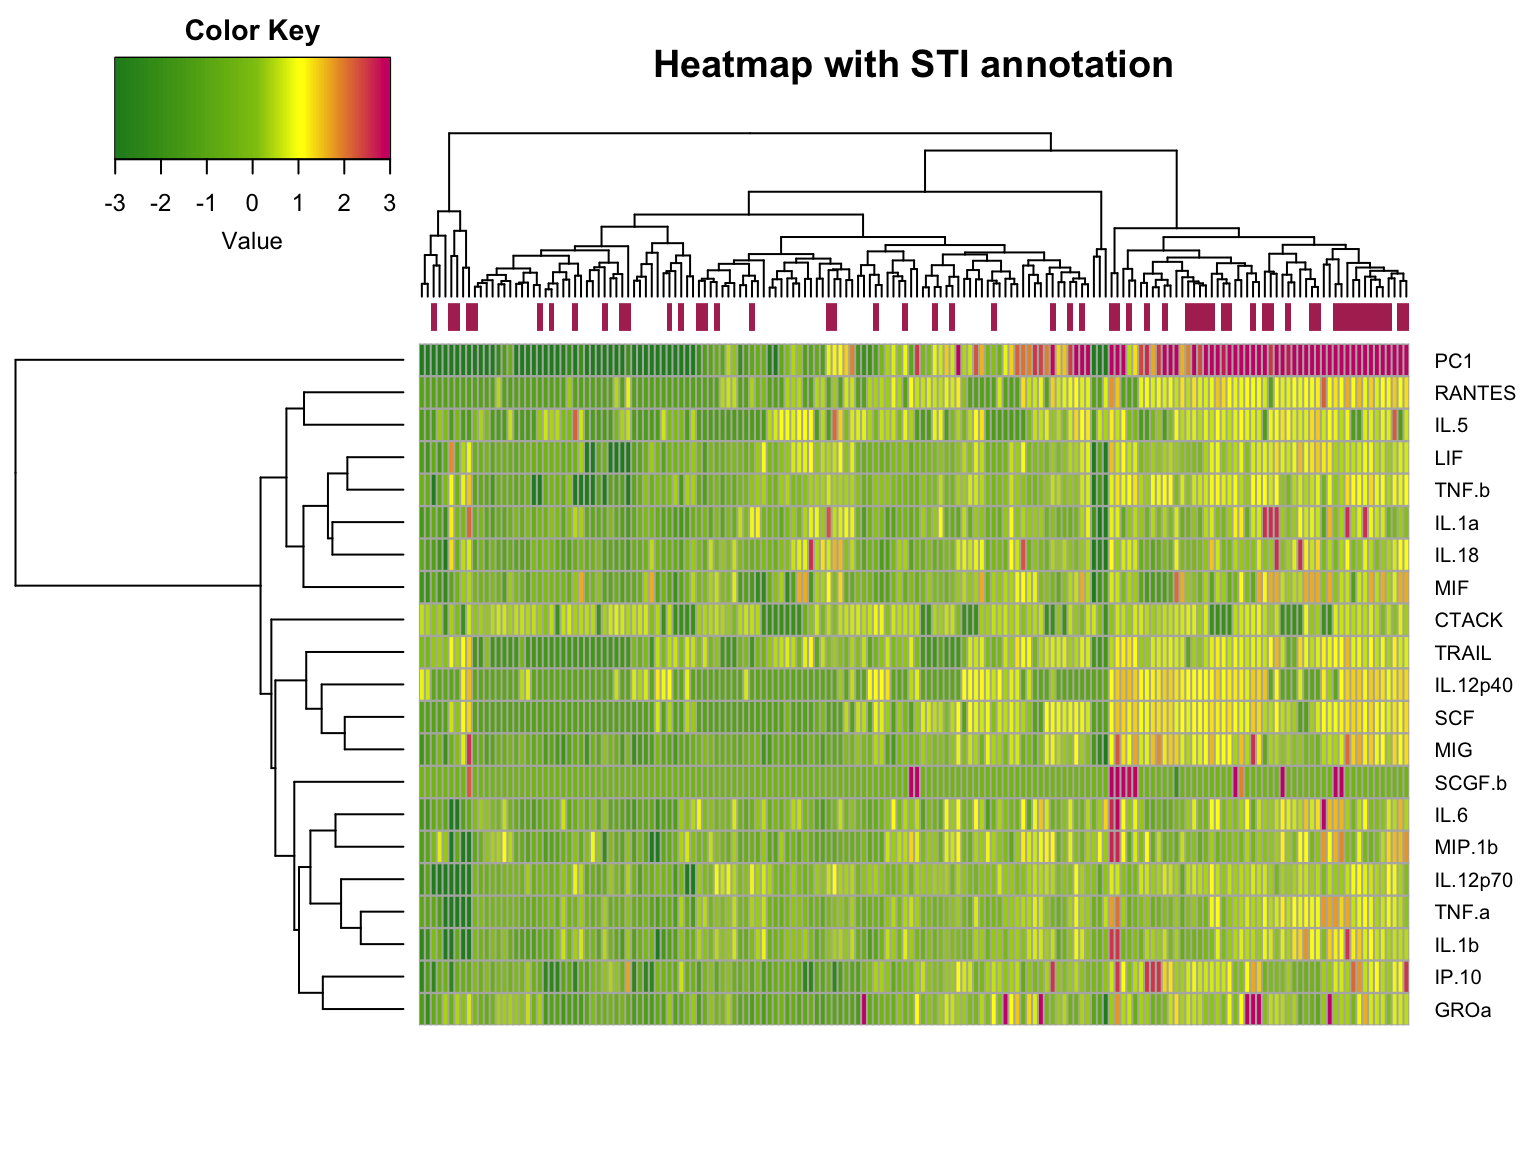 Color Key
-3 -2 -1 0 1 2 3
Value
Heatmap with STI annotation
PC1
RANTES
IL.5
LIF
TNF.b
IL.1a
IL.18
MIF
CTACK
TRAIL
IL.12p40
SCF
MIG
SCGF.b
IL.6
MIP.1b
IL.12p70
TNF.a
IL.1b
IP.10
GROa